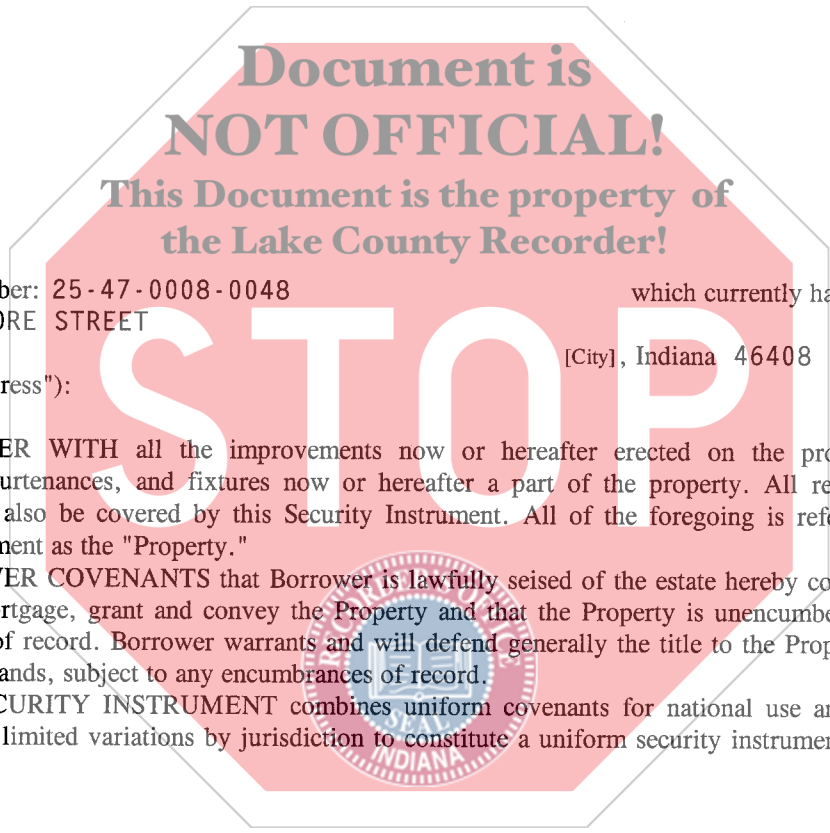 Document is
NOT OFFICIAL!
This Document is the property of
the Lake County Recorder!
ber: 25-47-0008-0048 which currently ha
ORE STREET
[City], Indiana 46408
ress"):
STOP
ER WITH all the improvements now or hereafter erected on the pro
urtenances, and fixtures now or hereafter a part of the property. All re
also be covered by this Security Instrument. All of the foregoing is refe
ment as the "Property."
VER COVENANTS that Borrower is lawfully seised of the estate hereby co
rtgage, grant and convey the Property and that the Property is unencumbe
of record. Borrower warrants and will defend generally the title to the Prop
ands, subject to any encumbrances of record.
CURITY INSTRUMENT combines uniform covenants for national use an
limited variations by jurisdiction to constitute a uniform security instrumen
RECORDER'S OFFICE
SEAL
INDIANA